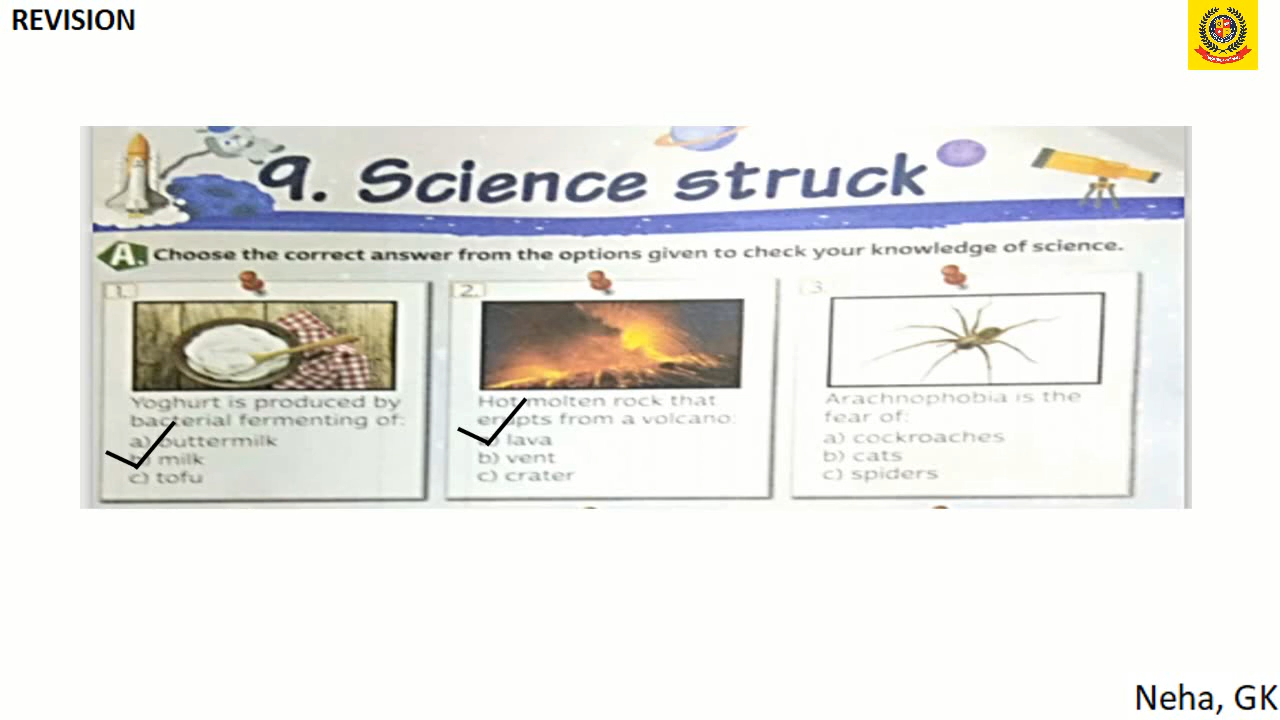 REVISION
9. Science struck
A. Choose the correct answer from the options given to check your knowledge of science.
1.
Yoghurt is produced by
bacterial fermenting of:
a) buttermilk
b) milk
c) tofu
2.
Hot molten rock that
erupts from a volcano:
a) lava
b) vent
c) crater
3.
Arachnophobia is the
fear of:
a) cockroaches
b) cats
c) spiders
Neha, GK